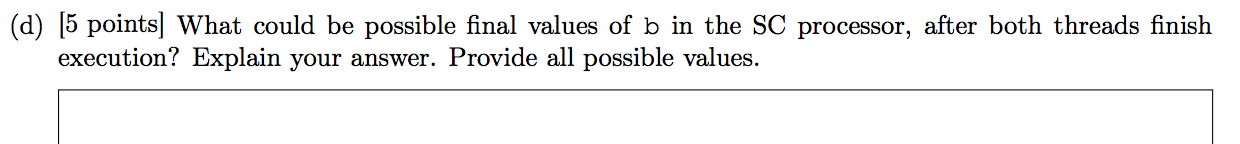 (d) [5 points] What could be possible final values of b in the SC processor, after both threads finish
execution? Explain your answer. Provide all possible values.